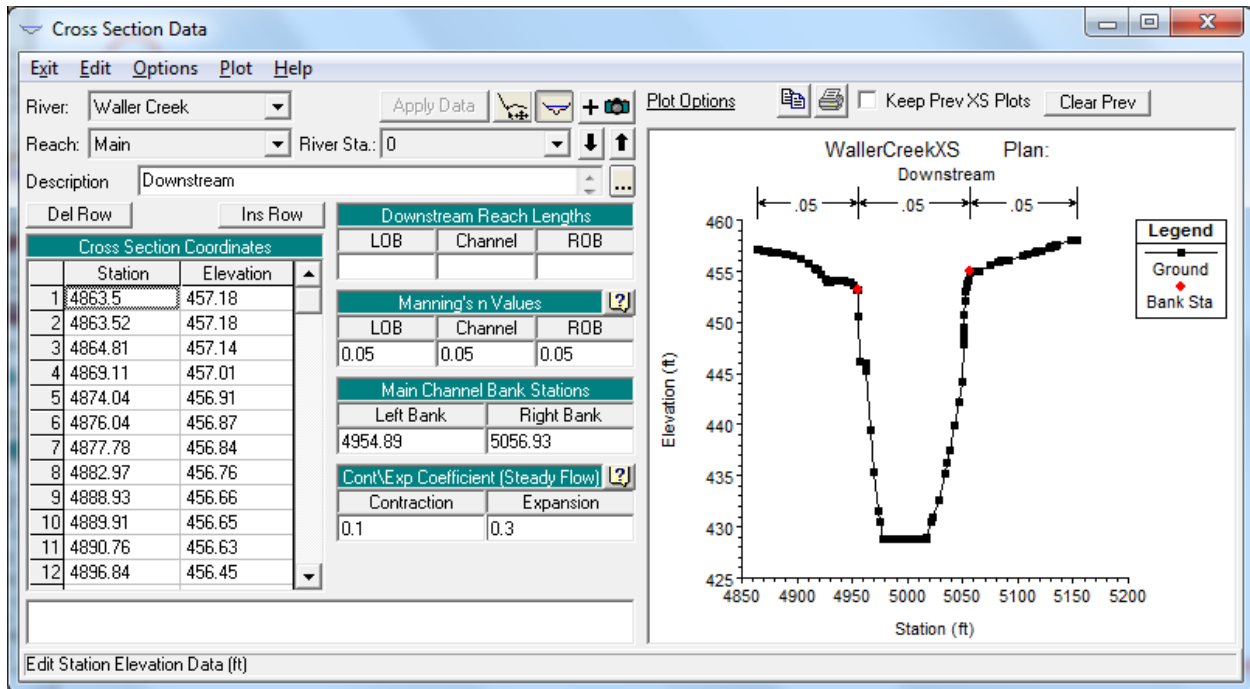 Cross Section Data
Exit Edit Options Plot Help
River: Waller Creek Apply Data
Reach: Main River Sta.: 0
Description Downstream ...
Del Row Ins Row
Cross Section Coordinates
Station Elevation
1 4863.5 457.18
2 4863.52 457.18
3 4864.81 457.14
4 4869.11 457.01
5 4874.04 456.91
6 4876.04 456.87
7 4877.78 456.84
8 4882.97 456.76
9 4888.93 456.66
10 4889.91 456.65
11 4890.76 456.63
12 4896.84 456.45
Downstream Reach Lengths
LOB Channel ROB
Manning's n Values ?
LOB Channel ROB
0.05 0.05 0.05
Main Channel Bank Stations
Left Bank Right Bank
4954.89 5056.93
Cont\Exp Coefficient (Steady Flow) ?
Contraction Expansion
0.1 0.3
Plot Options Keep Prev XS Plots Clear Prev
WallerCreekXS Plan:
Downstream
.05 .05 .05
460
455
450
445
440
435
430
425
Elevation (ft)
4850 4900 4950 5000 5050 5100 5150 5200
Station (ft)
Legend
Ground
Bank Sta
Edit Station Elevation Data (ft)